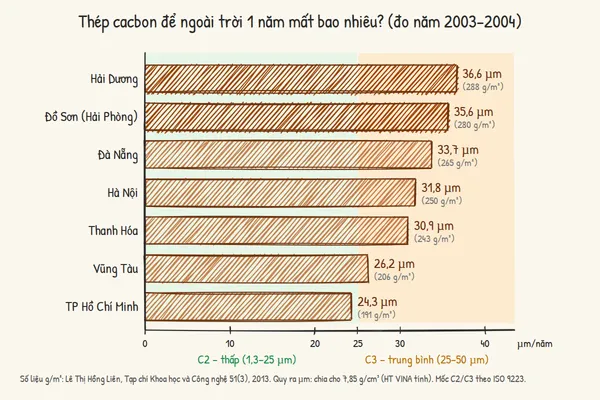 Thép cacbon để ngoài trời 1 năm mất bao nhiêu? (đo năm 2003–2004)
Hải Dương
36,6 µm
(288 g/m²)
Đồ Sơn (Hải Phòng)
35,6 µm
(280 g/m²)
Đà Nẵng
33,7 µm
(265 g/m²)
Hà Nội
31,8 µm
(250 g/m²)
Thanh Hóa
30,9 µm
(243 g/m²)
Vũng Tàu
26,2 µm
(206 g/m²)
TP Hồ Chí Minh
24,3 µm
(191 g/m²)
0 10 20 25 30 40 µm/năm
C2 – thấp (1,3–25 µm) C3 – trung bình (25–50 µm)
Số liệu g/m²: Lê Thị Hồng Liên, Tạp chí Khoa học và Công nghệ 51(3), 2013. Quy ra µm: chia cho 7,85 g/cm³ (HT VINA tính). Mốc C2/C3 theo ISO 9223.